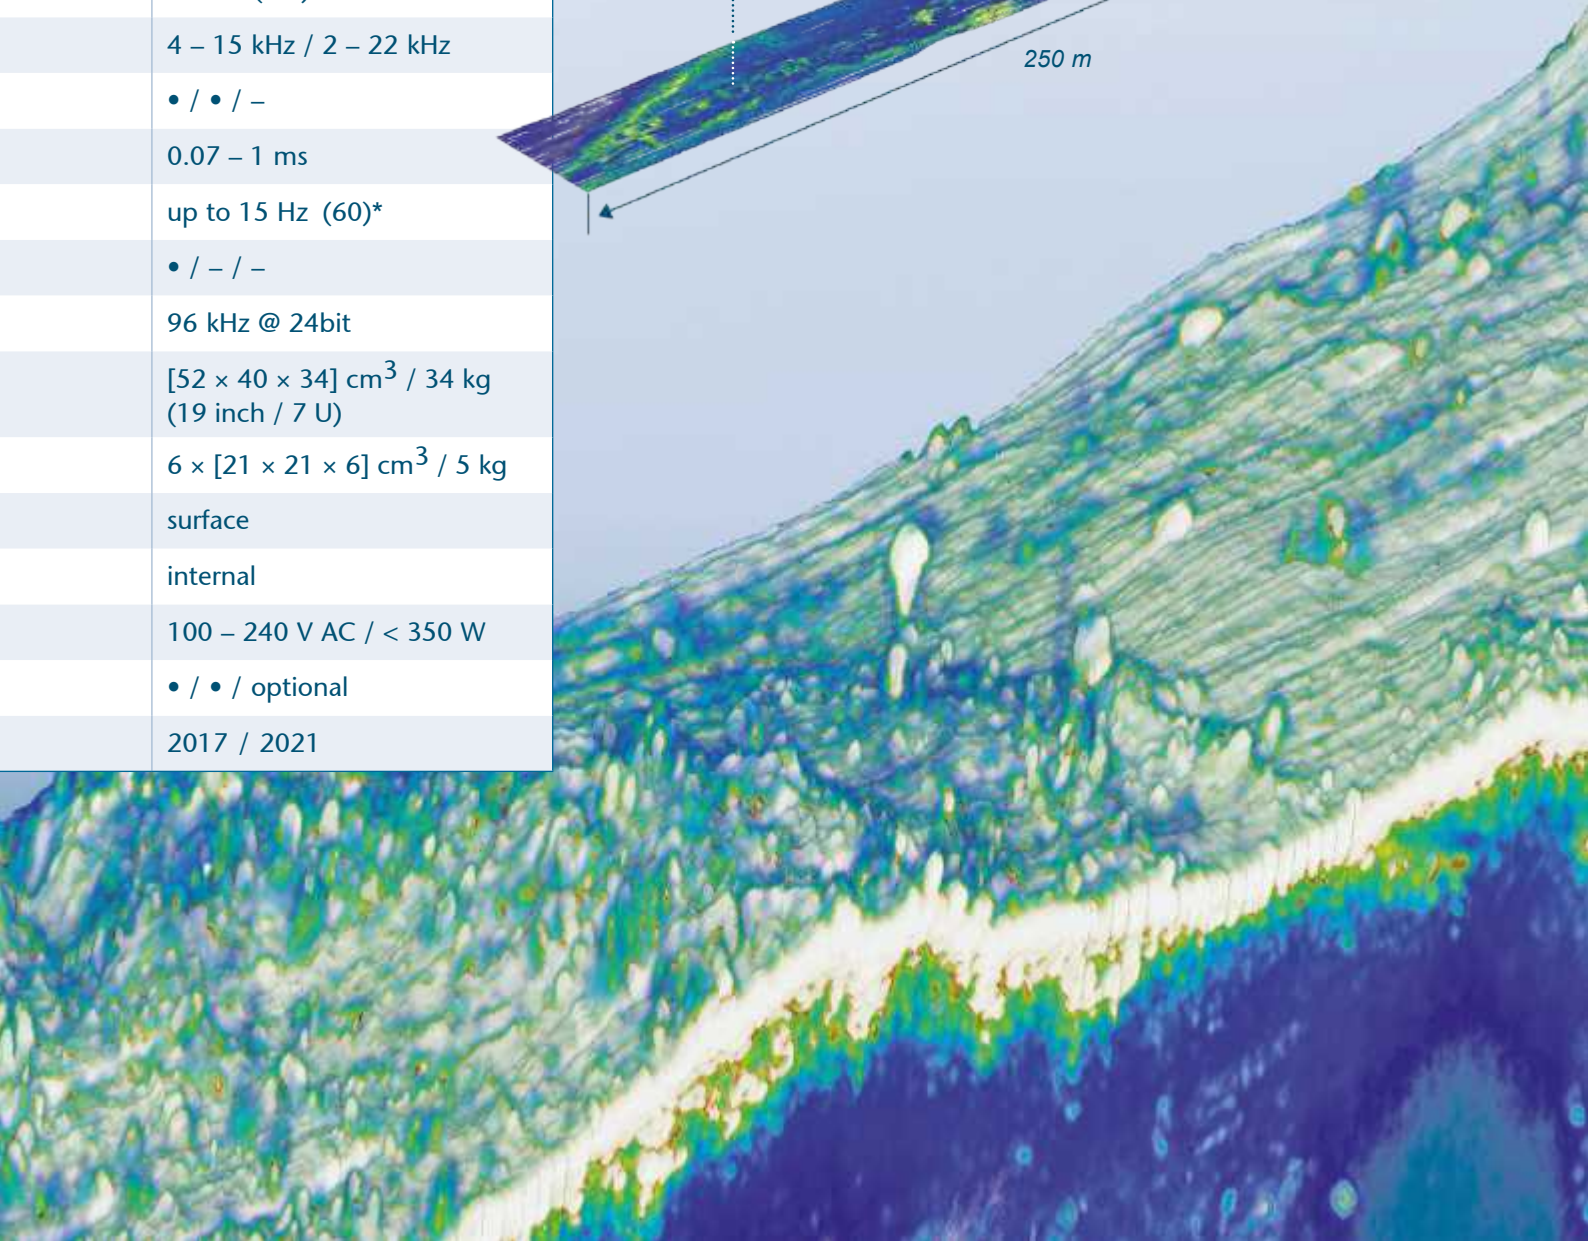 4 – 15 kHz / 2 – 22 kHz
250 m
• / • / –
0.07 – 1 ms
up to 15 Hz (60)*
• / – / –
96 kHz @ 24bit
[52 × 40 × 34] cm³ / 34 kg
(19 inch / 7 U)
6 × [21 × 21 × 6] cm³ / 5 kg
surface
internal
100 – 240 V AC / < 350 W
• / • / optional
2017 / 2021